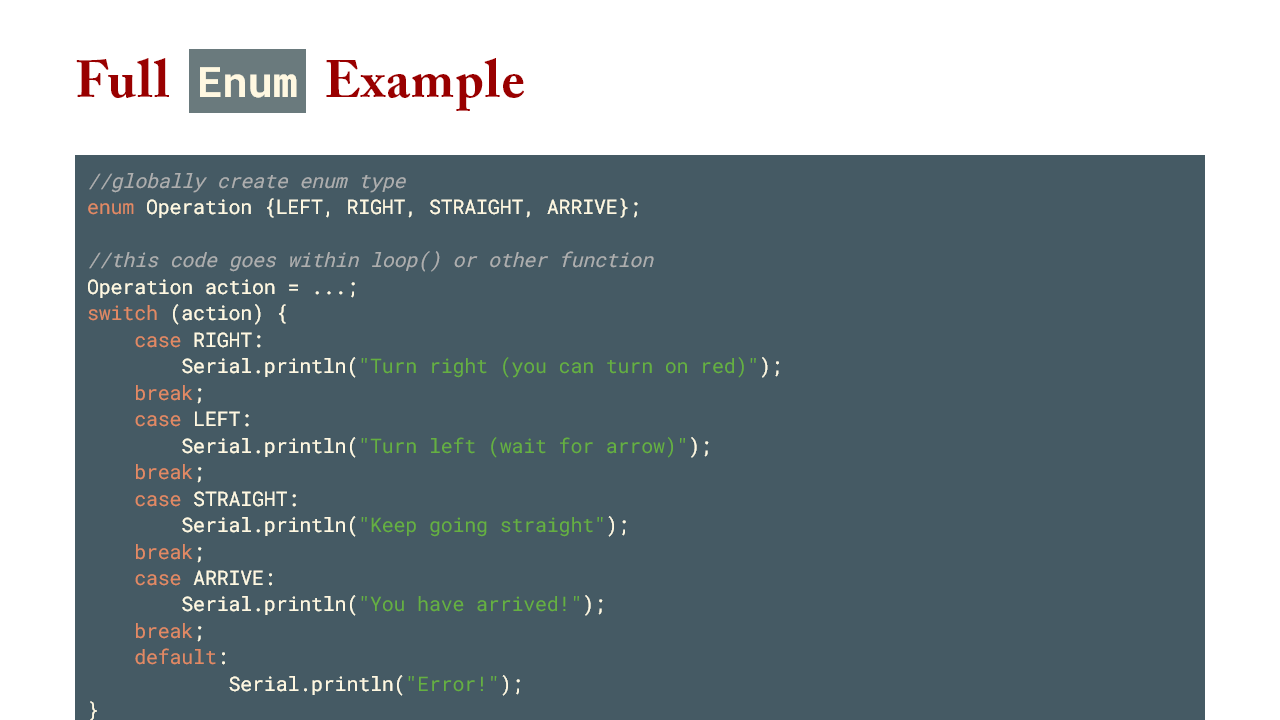 Full Enum Example
//globally create enum type
enum Operation {LEFT, RIGHT, STRAIGHT, ARRIVE};

//this code goes within loop() or other function
Operation action = ...;
switch (action) {
    case RIGHT:
        Serial.println("Turn right (you can turn on red)");
    break;
    case LEFT:
        Serial.println("Turn left (wait for arrow)");
    break;
    case STRAIGHT:
        Serial.println("Keep going straight");
    break;
    case ARRIVE:
        Serial.println("You have arrived!");
    break;
    default:
            Serial.println("Error!");
}